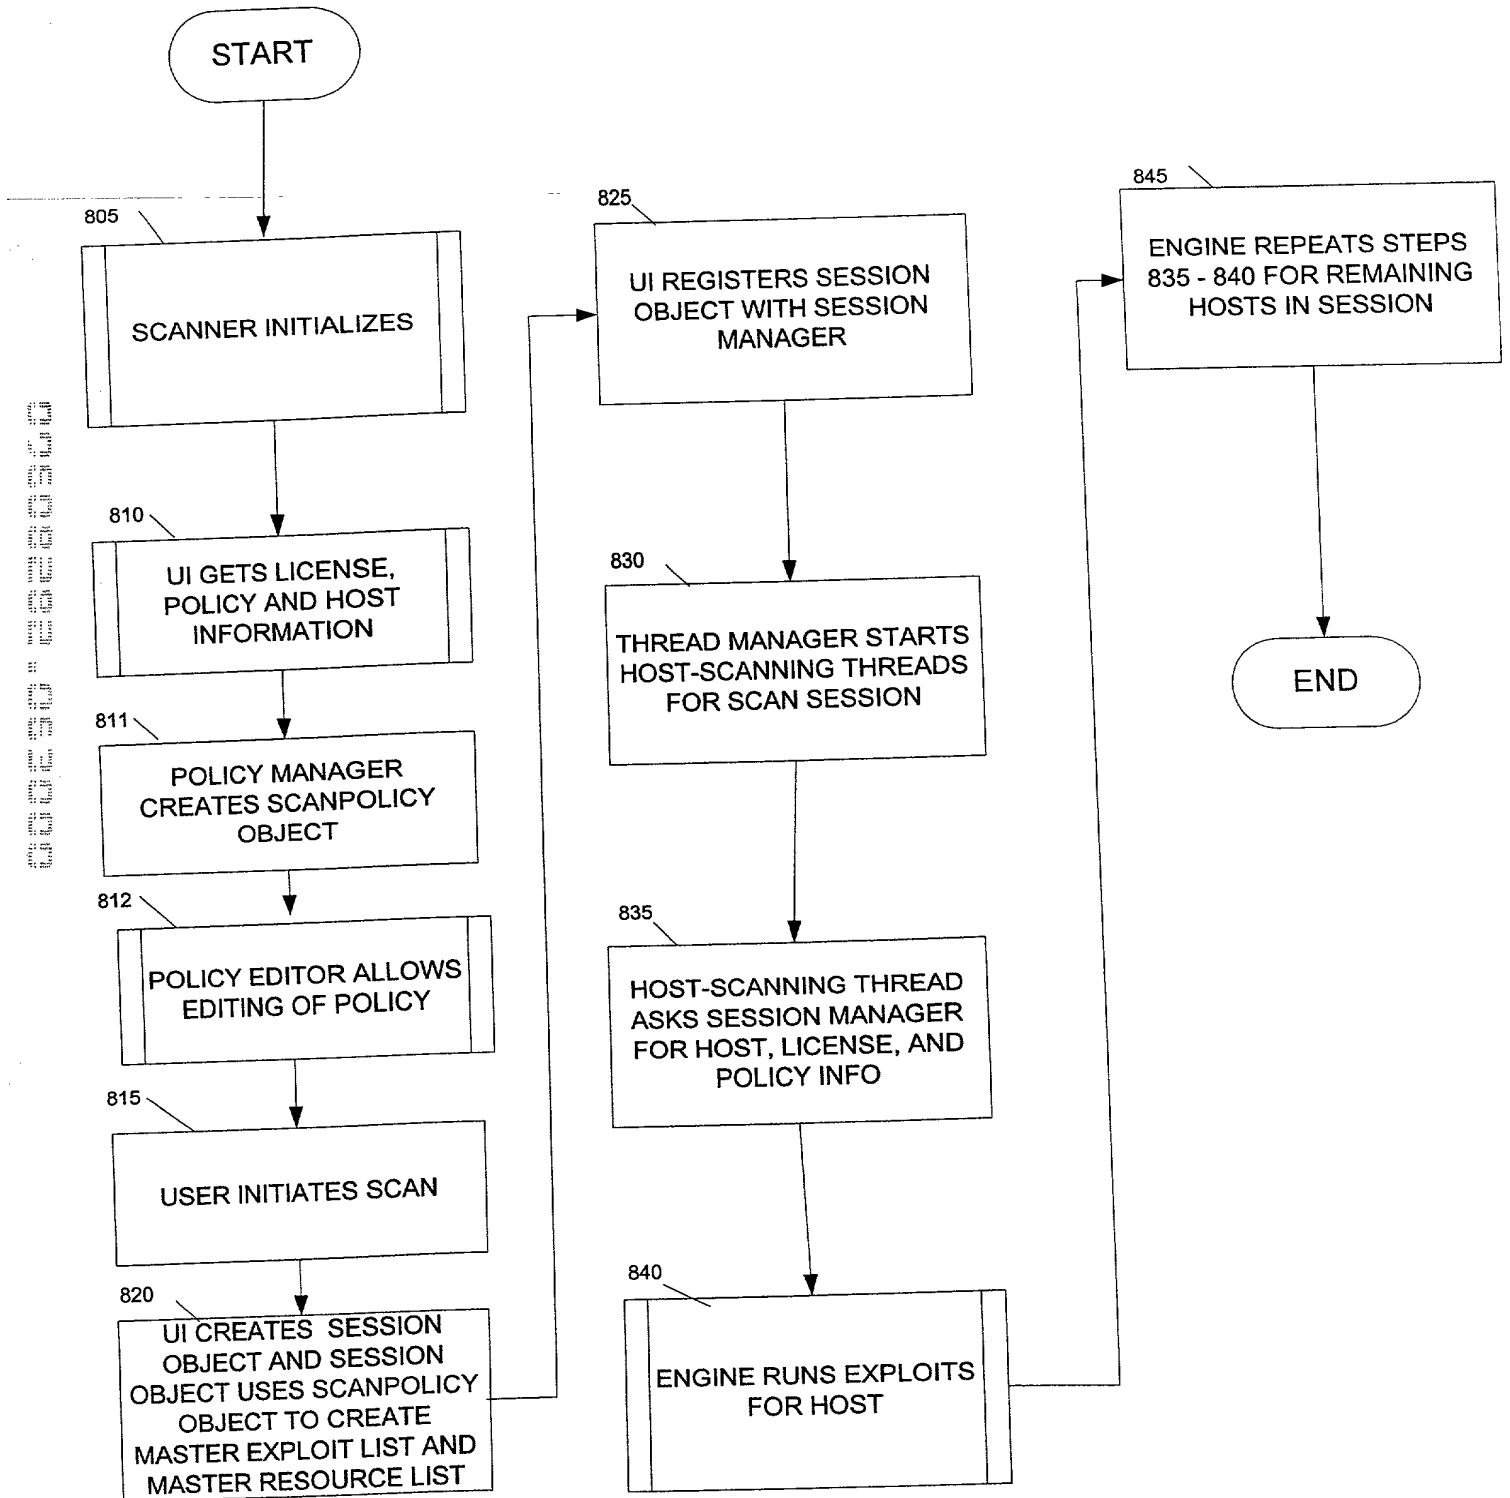 START
805
SCANNER INITIALIZES
810
UI GETS LICENSE,
POLICY AND HOST
INFORMATION
811
POLICY MANAGER
CREATES SCANPOLICY
OBJECT
812
POLICY EDITOR ALLOWS
EDITING OF POLICY
815
USER INITIATES SCAN
820
UI CREATES SESSION
OBJECT AND SESSION
OBJECT USES SCANPOLICY
OBJECT TO CREATE
MASTER EXPLOIT LIST AND
MASTER RESOURCE LIST
825
UI REGISTERS SESSION
OBJECT WITH SESSION
MANAGER
830
THREAD MANAGER STARTS
HOST-SCANNING THREADS
FOR SCAN SESSION
835
HOST-SCANNING THREAD
ASKS SESSION MANAGER
FOR HOST, LICENSE, AND
POLICY INFO
840
ENGINE RUNS EXPLOITS
FOR HOST
845
ENGINE REPEATS STEPS
835 - 840 FOR REMAINING
HOSTS IN SESSION
END